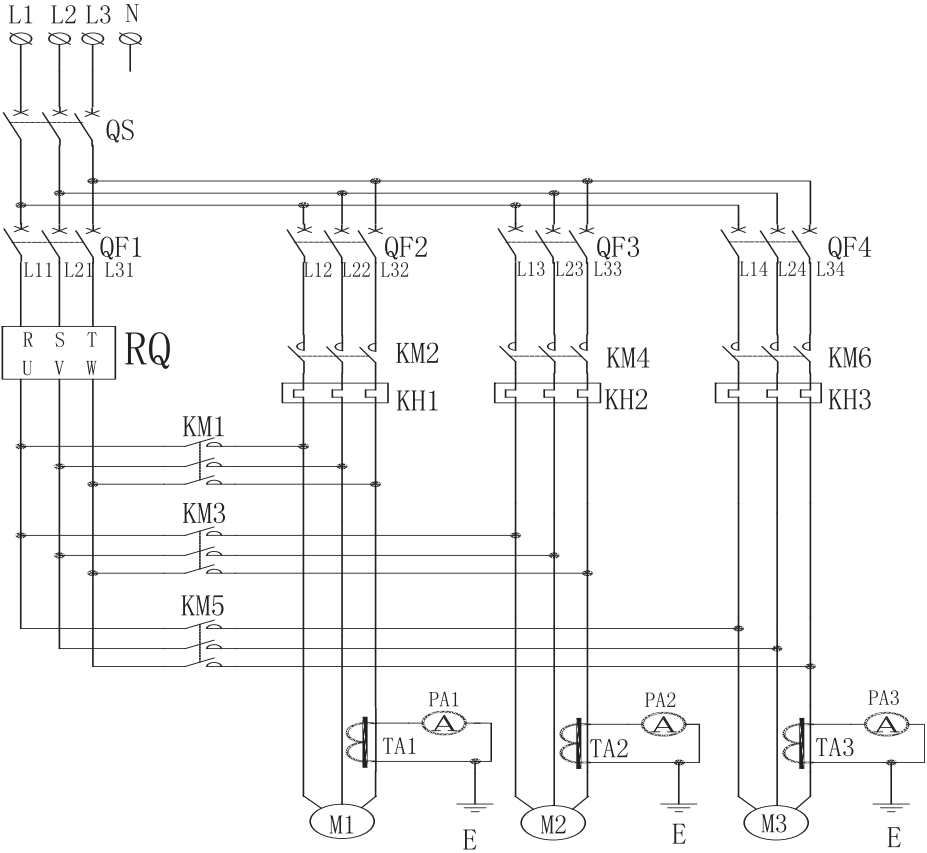 L1 L2 L3 N
QS
QF1 QF2 QF3 QF4
L11 L21 L31 L12 L22 L32 L13 L23 L33 L14 L24 L34
R S T
U V W
RQ
KM2 KM4 KM6
KH1 KH2 KH3
KM1
KM3
KM5
PA1 PA2 PA3
A A A
TA1 TA2 TA3
M1 M2 M3
E E E